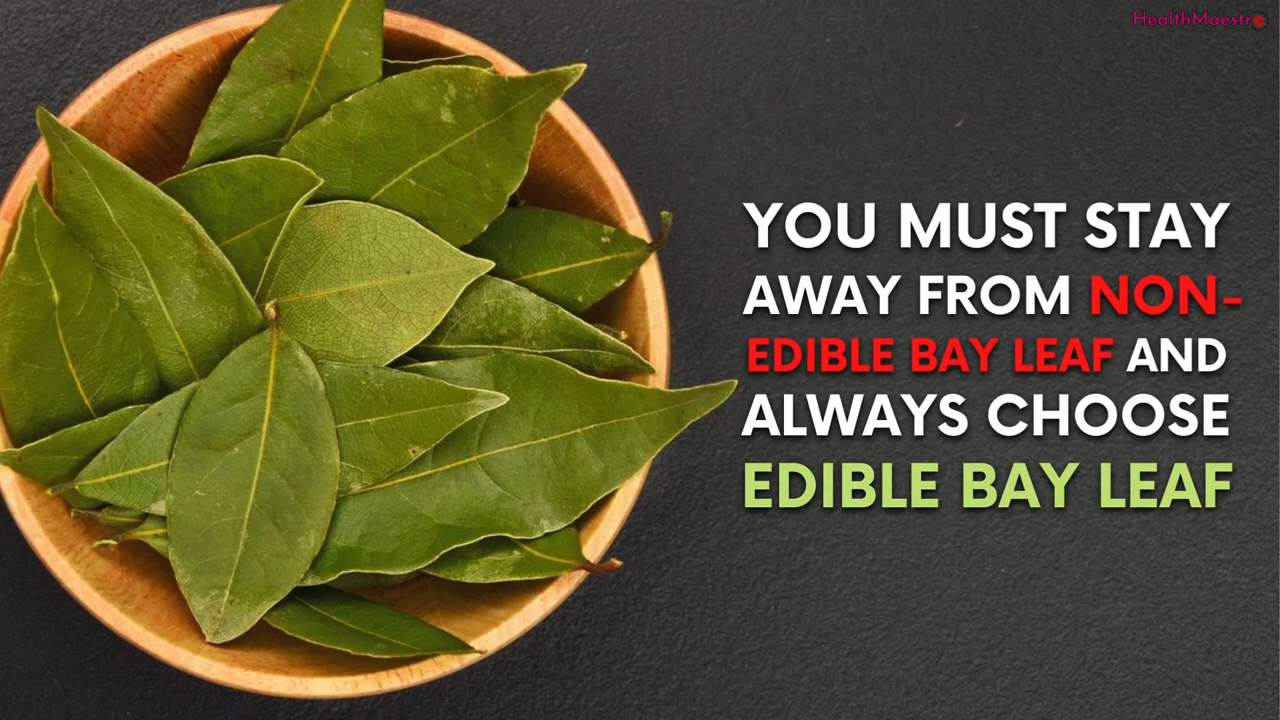 HealthMaestro
YOU MUST STAY
AWAY FROM NON-
EDIBLE BAY LEAF AND
ALWAYS CHOOSE
EDIBLE BAY LEAF